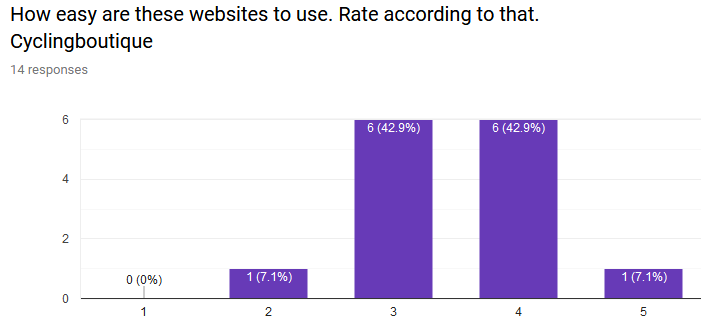 How easy are these websites to use. Rate according to that.
Cyclingboutique
14 responses
6
4
2
0
0 (0%)
1 (7.1%)
6 (42.9%)
6 (42.9%)
1 (7.1%)
1 2 3 4 5